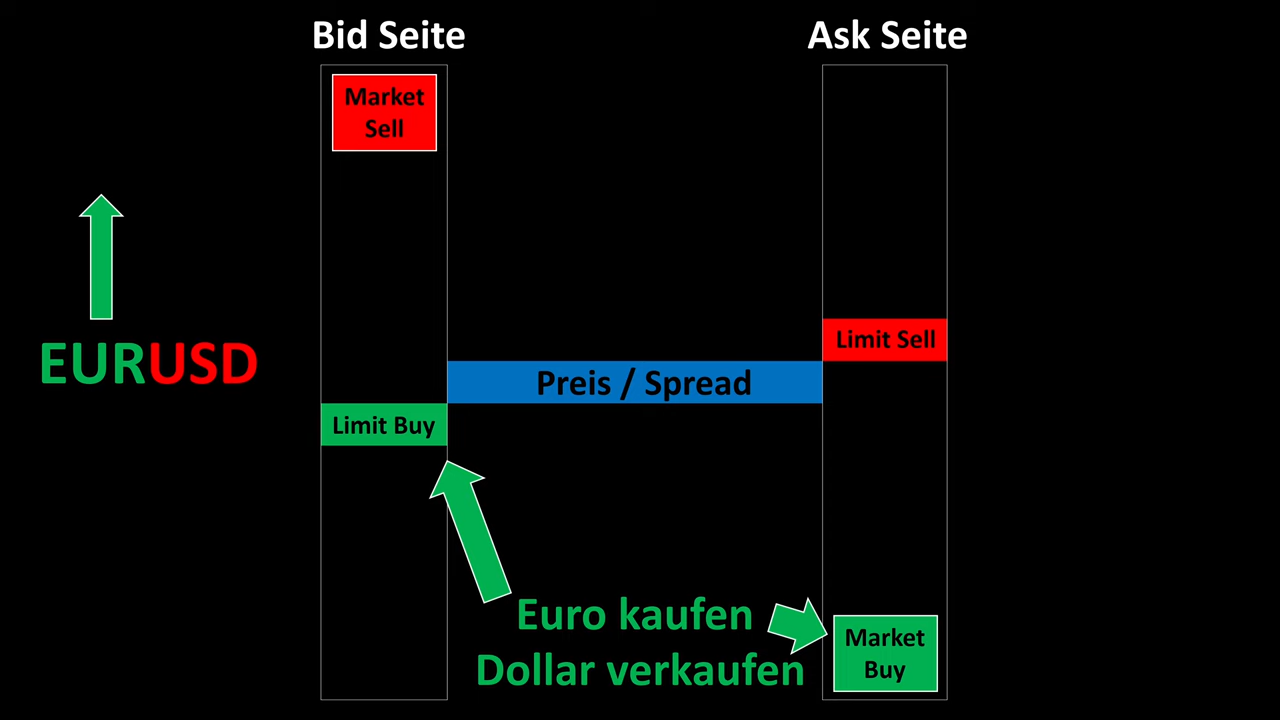 Bid Seite
Ask Seite
Market
Sell
Limit Sell
EURUSD
Preis / Spread
Limit Buy
Euro kaufen
Dollar verkaufen
Market
Buy